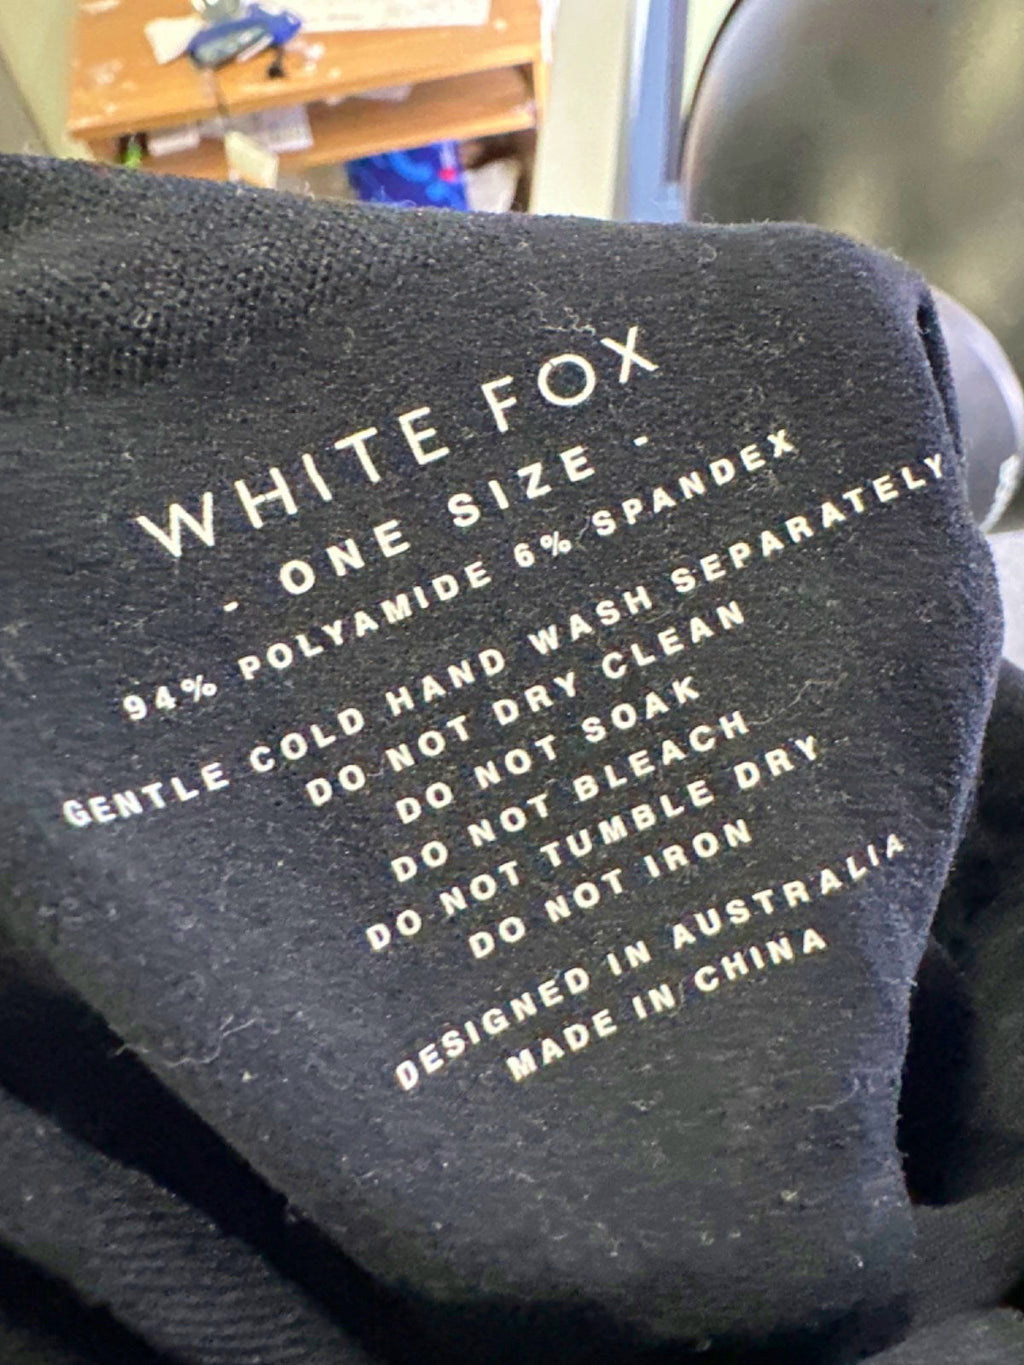 WHITE FOX
- ONE SIZE -
94% POLYAMIDE 6% SPANDEX
GENTLE COLD HAND WASH SEPARATELY
DO NOT DRY CLEAN
DO NOT SOAK
DO NOT BLEACH
DO NOT TUMBLE DRY
DO NOT IRON
DESIGNED IN AUSTRALIA
MADE IN CHINA